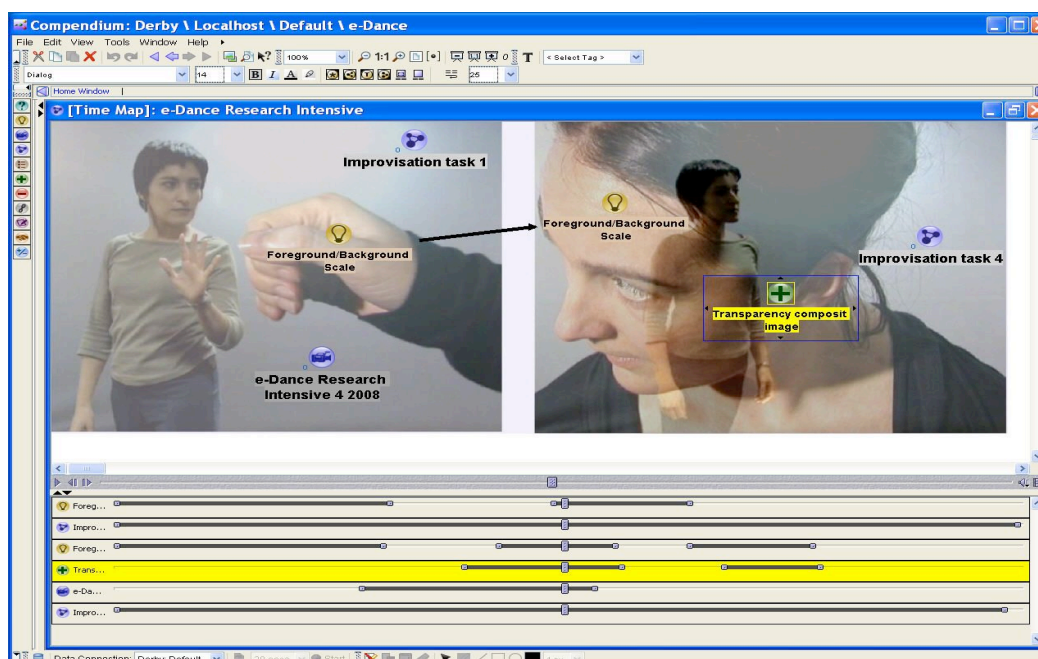 Compendium: Derby \ Localhost \ Default \ e-Dance
File Edit View Tools Window Help
100%
1:1
T
< Select Tag >
Dialog
14
B I A
25
Home Window
[Time Map]: e-Dance Research Intensive
Improvisation task 1
Foreground/Background
Scale
e-Dance Research
Intensive 4 2008
Foreground/Background
Scale
Improvisation task 4
Transparency composit
image
Foreg...
Impro...
Foreg...
Trans...
e-Da...
Impro...
Data Connection: Derby: Default
Start